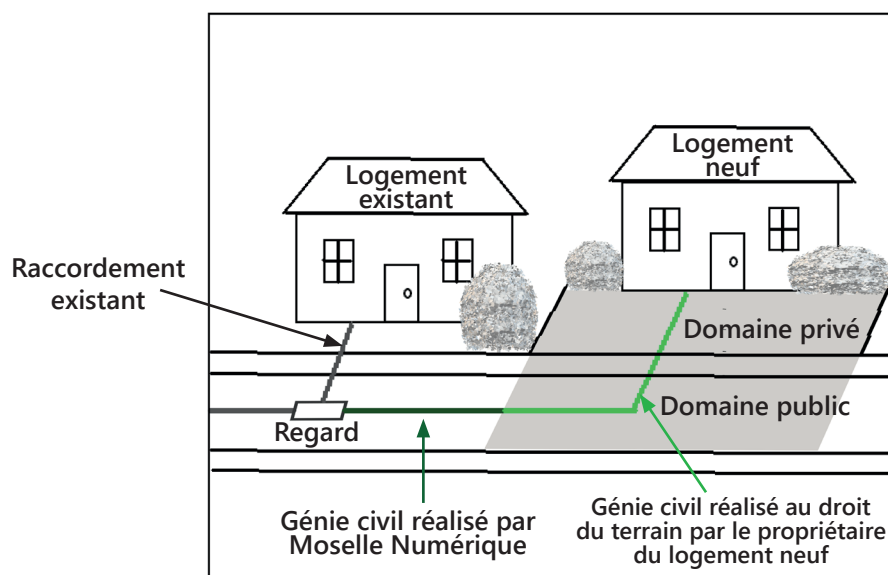 Logement
existant
Logement
neuf
Raccordement
existant
Domaine privé
Domaine public
Regard
Génie civil réalisé par
Moselle Numérique
Génie civil réalisé au droit
du terrain par le propriétaire
du logement neuf